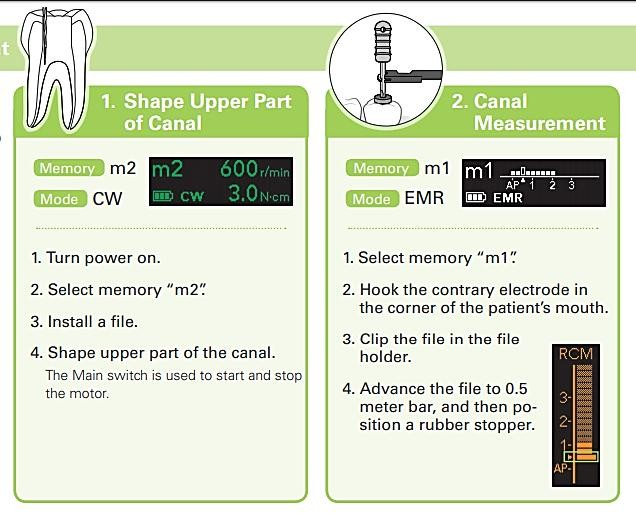 t
1. Shape Upper Part
of Canal
Memory m2
Mode CW
m2 600 r/min
CW 3.0 N·cm
1. Turn power on.
2. Select memory “m2”.
3. Install a file.
4. Shape upper part of the canal.
The Main switch is used to start and stop
the motor.
2. Canal
Measurement
Memory m1
Mode EMR
m1
AP 1 2 3
EMR
1. Select memory “m1”.
2. Hook the contrary electrode in
the corner of the patient’s mouth.
3. Clip the file in the file
holder.
4. Advance the file to 0.5
meter bar, and then po-
sition a rubber stopper.
RCM
3-
2-
1-
AP-